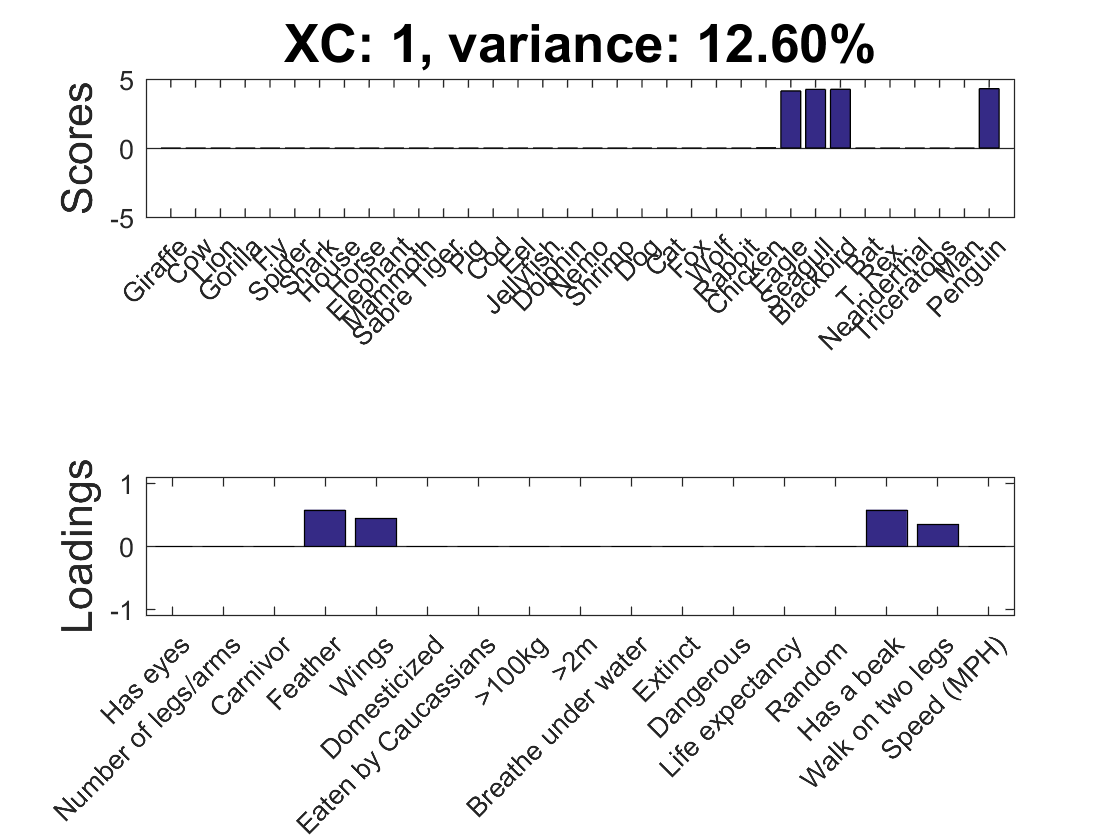 XC: 1, variance: 12.60%
Scores
5
0
-5
Giraffe
Cow
Lion
Gorilla
Fly
Spider
Shark
House
Horse
Elephant
Mammoth
Sabre Tiger
Pig
Cod
Eel
Jellyfish
Dolphin
Nemo
Shrimp
Dog
Cat
Fox
Wolf
Rabbit
Chicken
Eagle
Seagull
Blackbird
Bat
T. Rex
Neanderthal
Triceratops
Man
Penguin
Loadings
1
0
-1
Has eyes
Number of legs/arms
Carnivor
Feather
Wings
Domesticized
Eaten by Caucassians
>100kg
>2m
Breathe under water
Extinct
Dangerous
Life expectancy
Random
Has a beak
Walk on two legs
Speed (MPH)